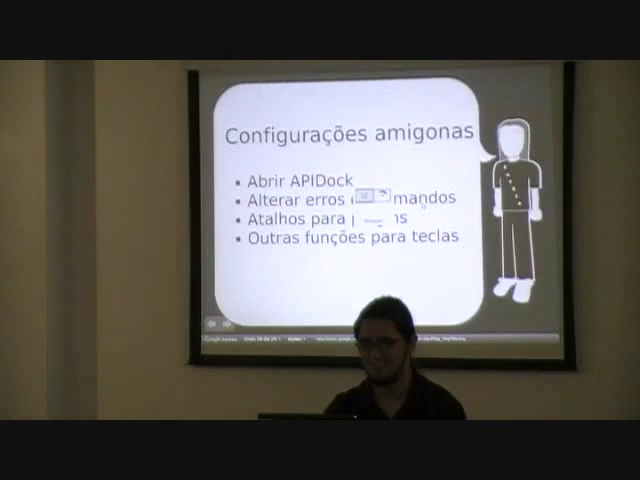 Configurações amigonas
• Abrir APIDock
• Alterar erros mandos
• Atalhos para
• Outras funções para teclas